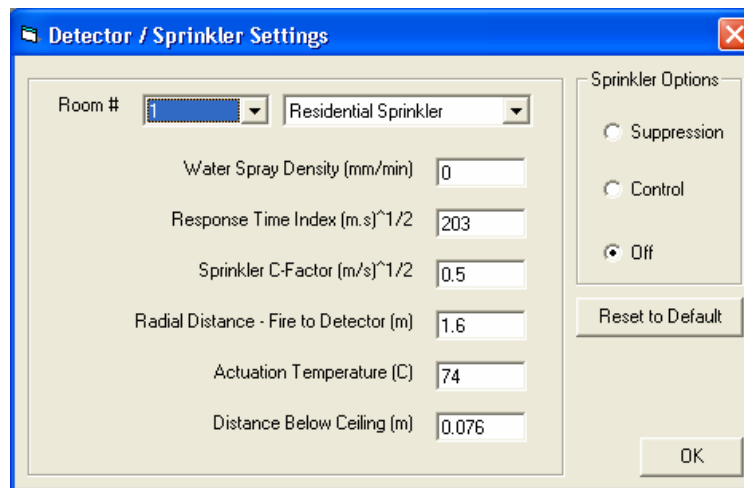 Detector / Sprinkler Settings
Room # 1 Residential Sprinkler
Water Spray Density (mm/min) 0
Response Time Index (m.s)^1/2 203
Sprinkler C-Factor (m/s)^1/2 0.5
Radial Distance - Fire to Detector (m) 1.6
Actuation Temperature (C) 74
Distance Below Ceiling (m) 0.076
Sprinkler Options
Suppression
Control
Off
Reset to Default
OK